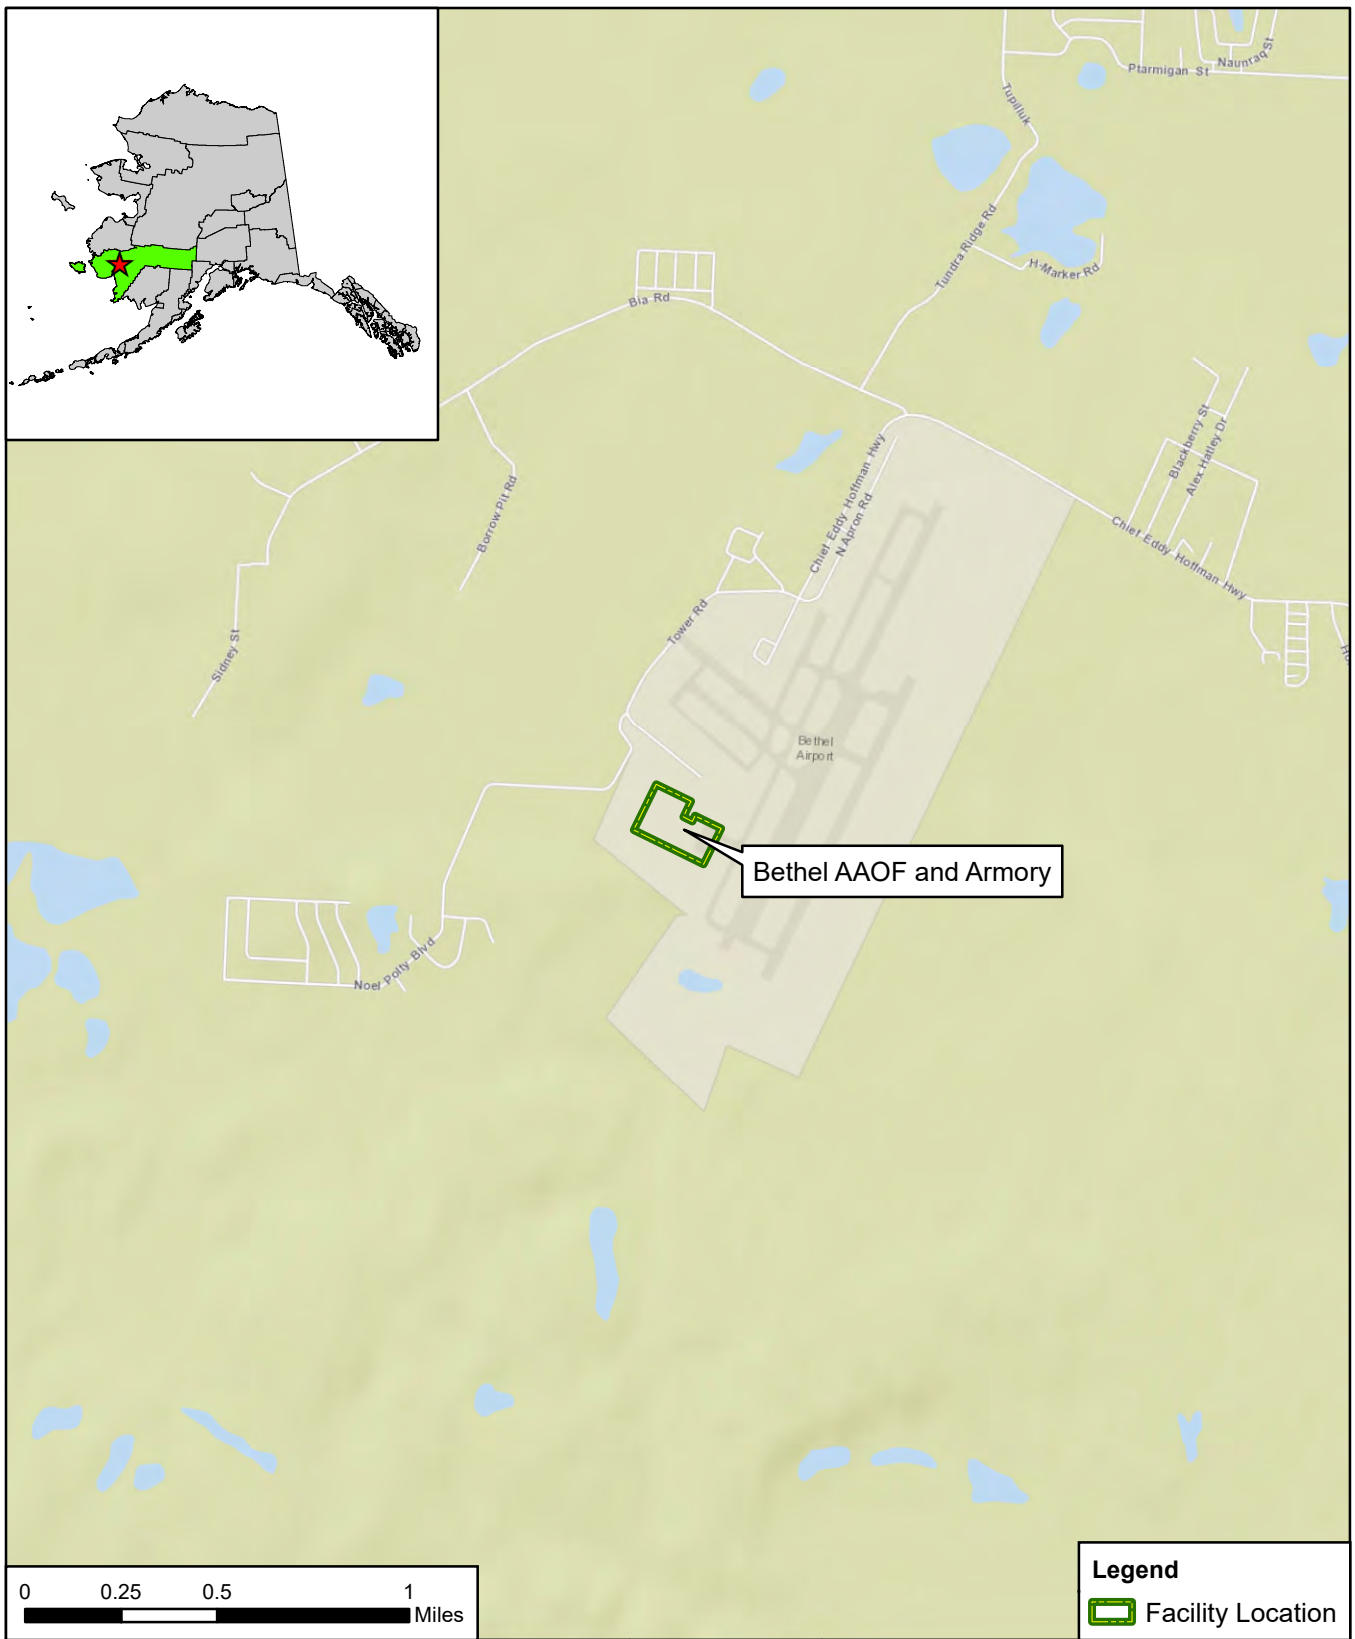 Naunraq St
Ptarmigan St
Tupilluk
Tundra Ridge Rd
H-Marker Rd
Bia Rd
Blackberry St
Alex Hatley Dr
Chief Eddy Hoffman Hwy
N Apron Rd
Borrow Pit Rd
Chief Eddy Hoffman Hwy
Tower Rd
Sidney St
Bethel
Airport
Bethel AAOF and Armory
Noel Polty Blvd
0 0.25 0.5 1
Miles
Legend
Facility Location